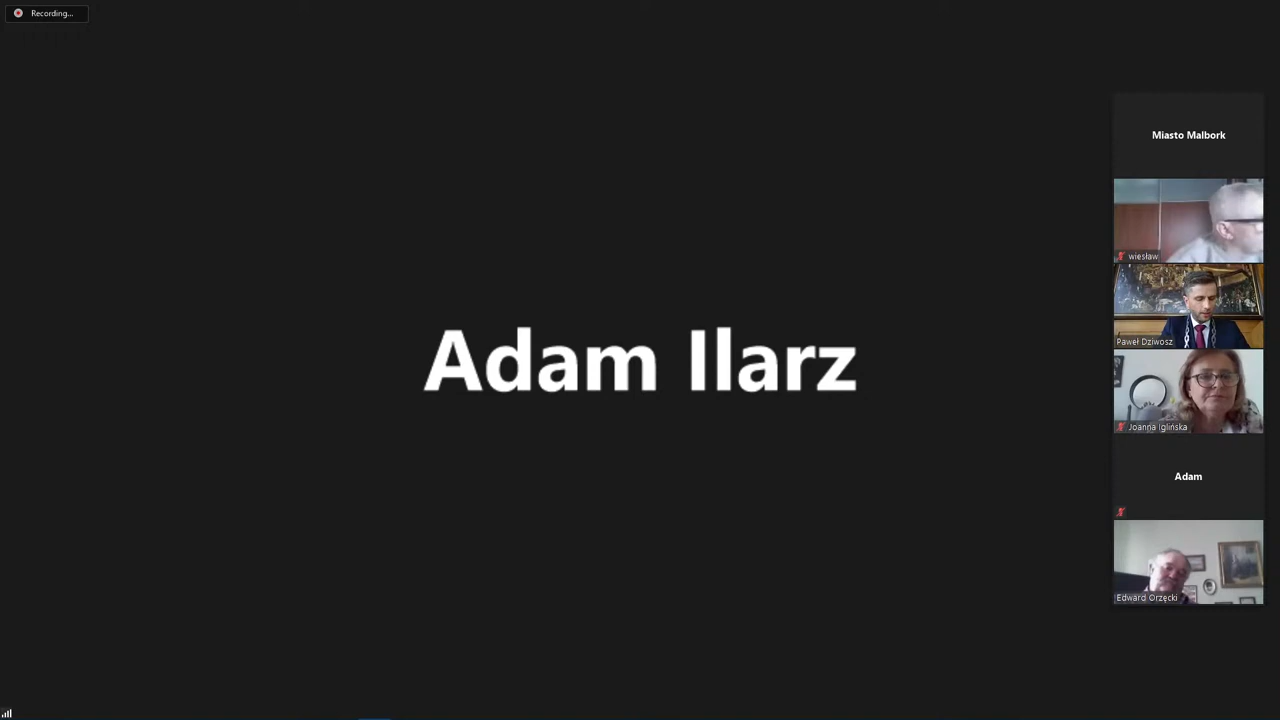 Recording...
Miasto Malbork
wiesław
Paweł Dziwosz
Adam Ilarz
Joanna Iglińska
Adam
Edward Orzęcki